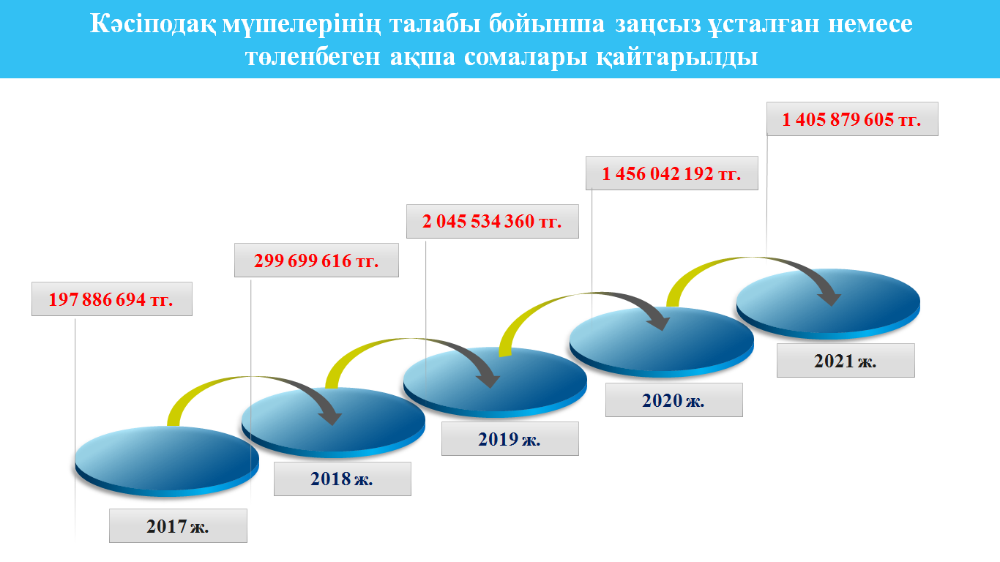 Кәсіподақ мүшелерінің талабы бойынша заңсыз ұсталған немесе
төленбеген ақша сомалары қайтарылды
197 886 694 тг.
2017 ж.
299 699 616 тг.
2018 ж.
2 045 534 360 тг.
2019 ж.
1 456 042 192 тг.
2020 ж.
1 405 879 605 тг.
2021 ж.